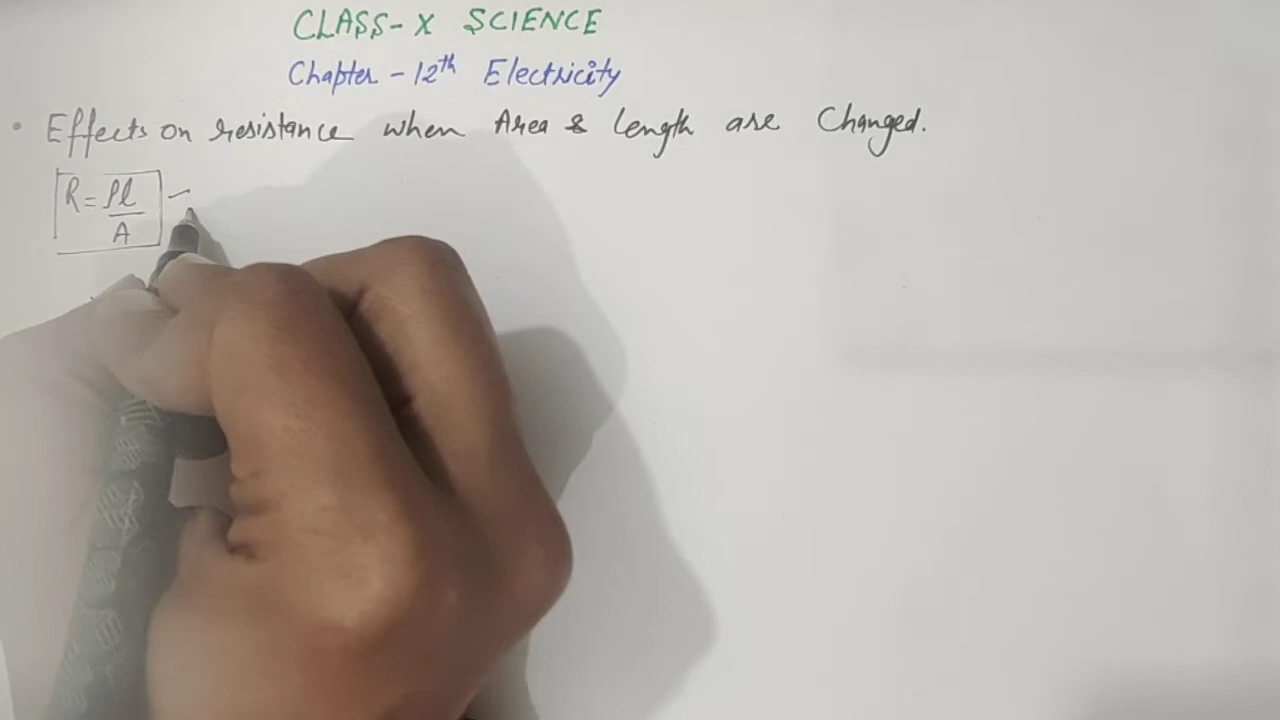 CLASS- X SCIENCE
Chapter - 12th Electricity
• Effects on resistance when Area & length are Changed.
R = ρl/A -